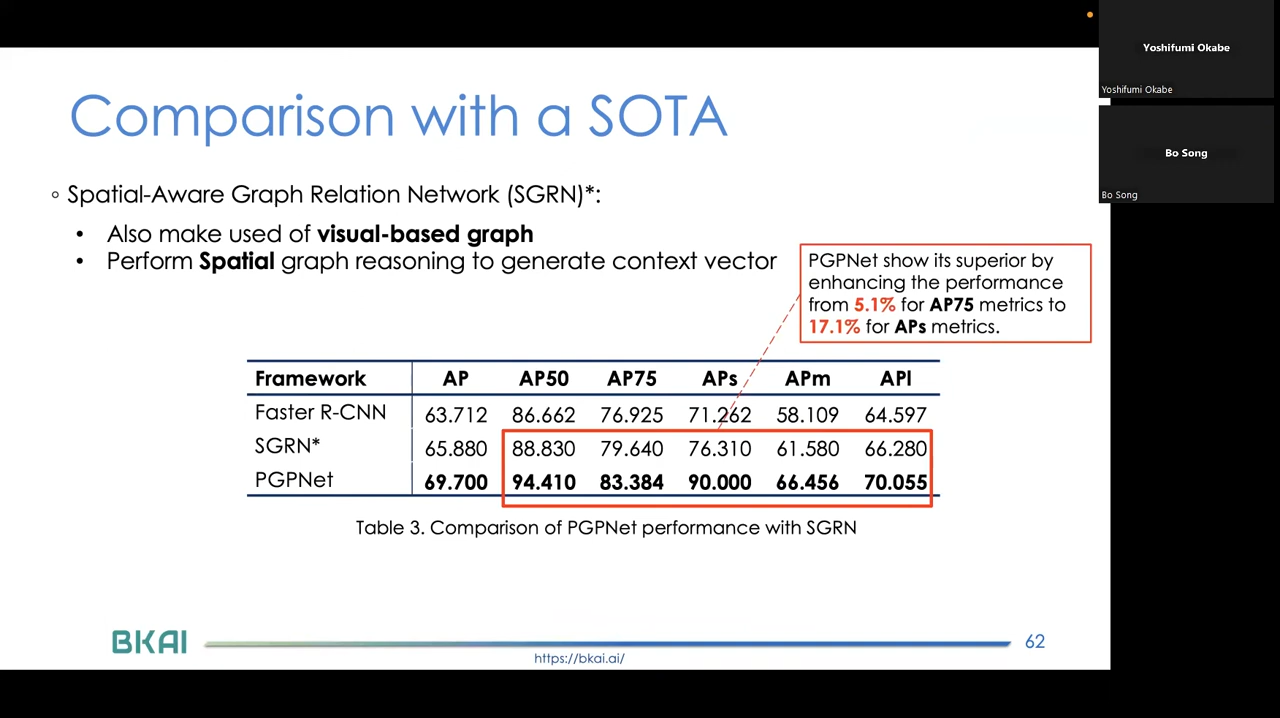 Comparison with a SOTA
◦ Spatial-Aware Graph Relation Network (SGRN)*:
• Also make used of visual-based graph
• Perform Spatial graph reasoning to generate context vector
PGPNet show its superior by
enhancing the performance
from 5.1% for AP75 metrics to
17.1% for APs metrics.
Framework AP AP50 AP75 APs APm APl
Faster R-CNN 63.712 86.662 76.925 71.262 58.109 64.597
SGRN* 65.880 88.830 79.640 76.310 61.580 66.280
PGPNet 69.700 94.410 83.384 90.000 66.456 70.055
Table 3. Comparison of PGPNet performance with SGRN
BKAI
https://bkai.ai/
62
Yoshifumi Okabe
Yoshifumi Okabe
Bo Song
Bo Song